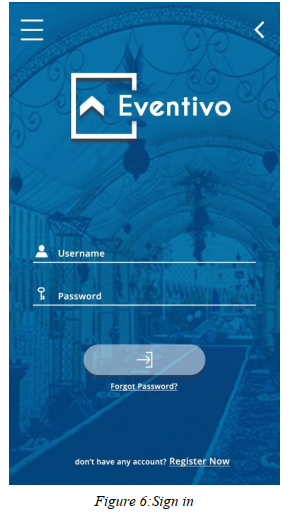 Eventivo
Username
Password
Forgot Password?
don't have any account? Register Now
Figure 6:Sign in